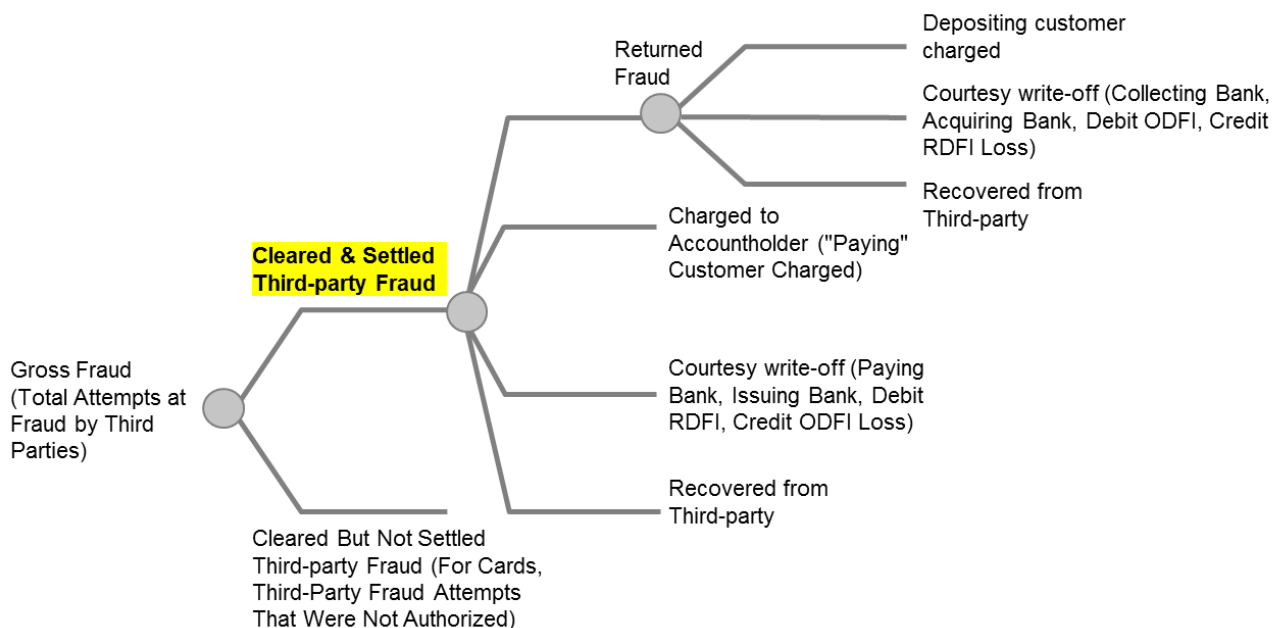 Depositing customer
charged
Returned
Fraud
Courtesy write-off (Collecting Bank,
Acquiring Bank, Debit ODFI, Credit
RDFI Loss)
Recovered from
Third-party
Charged to
Accountholder ("Paying"
Customer Charged)
Cleared & Settled
Third-party Fraud
Gross Fraud
(Total Attempts at
Fraud by Third
Parties)
Courtesy write-off (Paying
Bank, Issuing Bank, Debit
RDFI, Credit ODFI Loss)
Recovered from
Third-party
Cleared But Not Settled
Third-party Fraud (For Cards,
Third-Party Fraud Attempts
That Were Not Authorized)